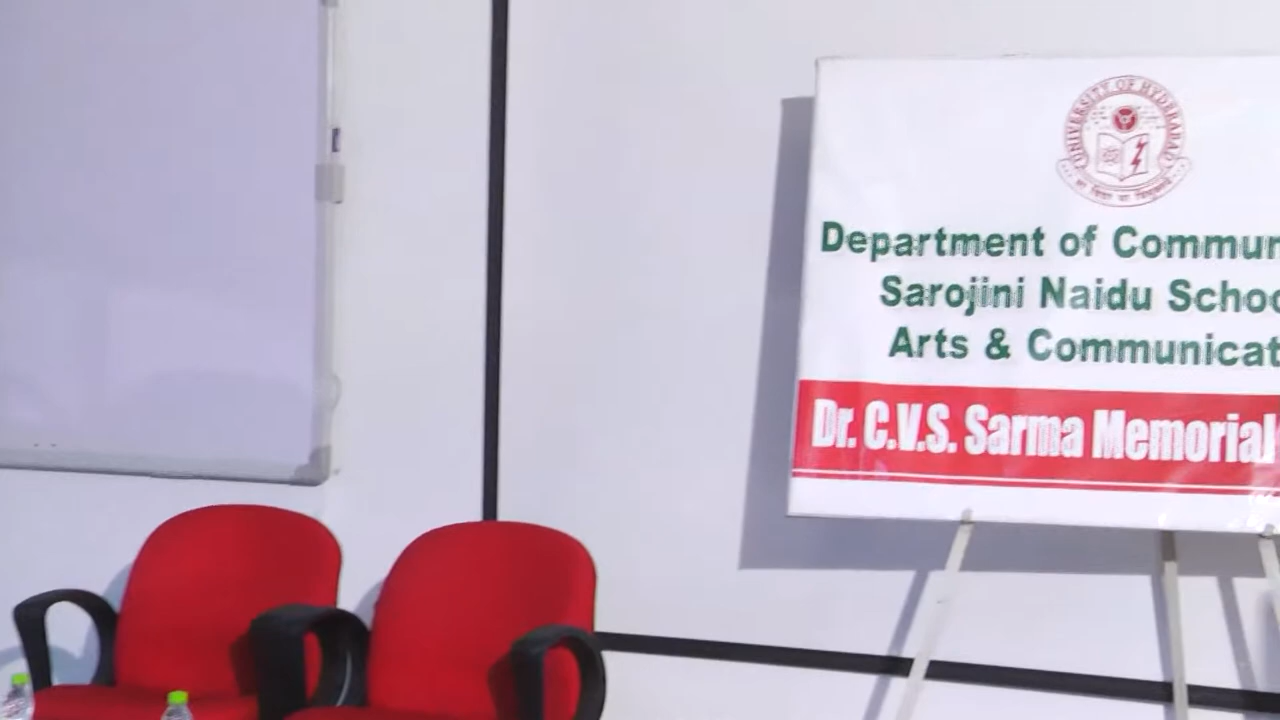 UNIVERSITY OF HYDERABAD
Department of Commun
Sarojini Naidu Schoo
Arts & Communicat
Dr. C.V.S. Sarma Memorial